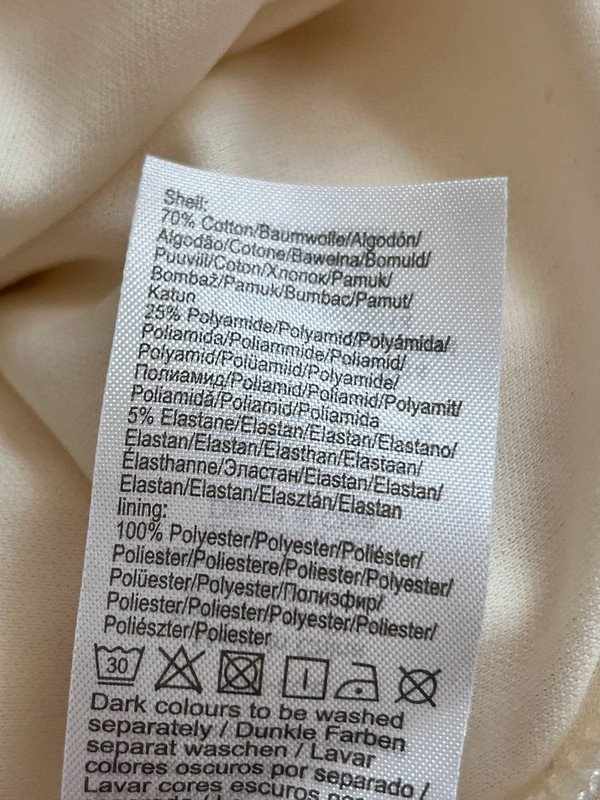 Shell:
70% Cotton/Baumwolle/Algodón/
Algodão/Cotone/Bawełna/Bomuld/
Puuvill/Coton/Хлопок/Pamuk/
Bombaž/Pamuk/Bumbac/Pamut/
Katun
25% Polyamide/Polyamid/Polyámida/
Poliamida/Poliammide/Poliamid/
Polyamid/Polüamiid/Polyamide/
Полиамид/Poliamid/Poliamid/Polyamit/
Poliamidă/Poliamid/Poliamida
5% Elastane/Elastan/Elastan/Elastano/
Elastan/Elastan/Elasthan/Elastaan/
Élasthanne/Эластан/Elastan/Elastan/
Elastan/Elastan/Elasztán/Elastan
lining:
100% Polyester/Polyester/Poliéster/
Poliester/Poliestere/Poliester/Polyester/
Polüester/Polyester/Полиэфир/
Poliester/Poliester/Polyester/Poliester/
Poliészter/Poliester
30
Dark colours to be washed
separately / Dunkle Farben
separat waschen / Lavar
colores oscuros por separado /
Lavar cores escuras